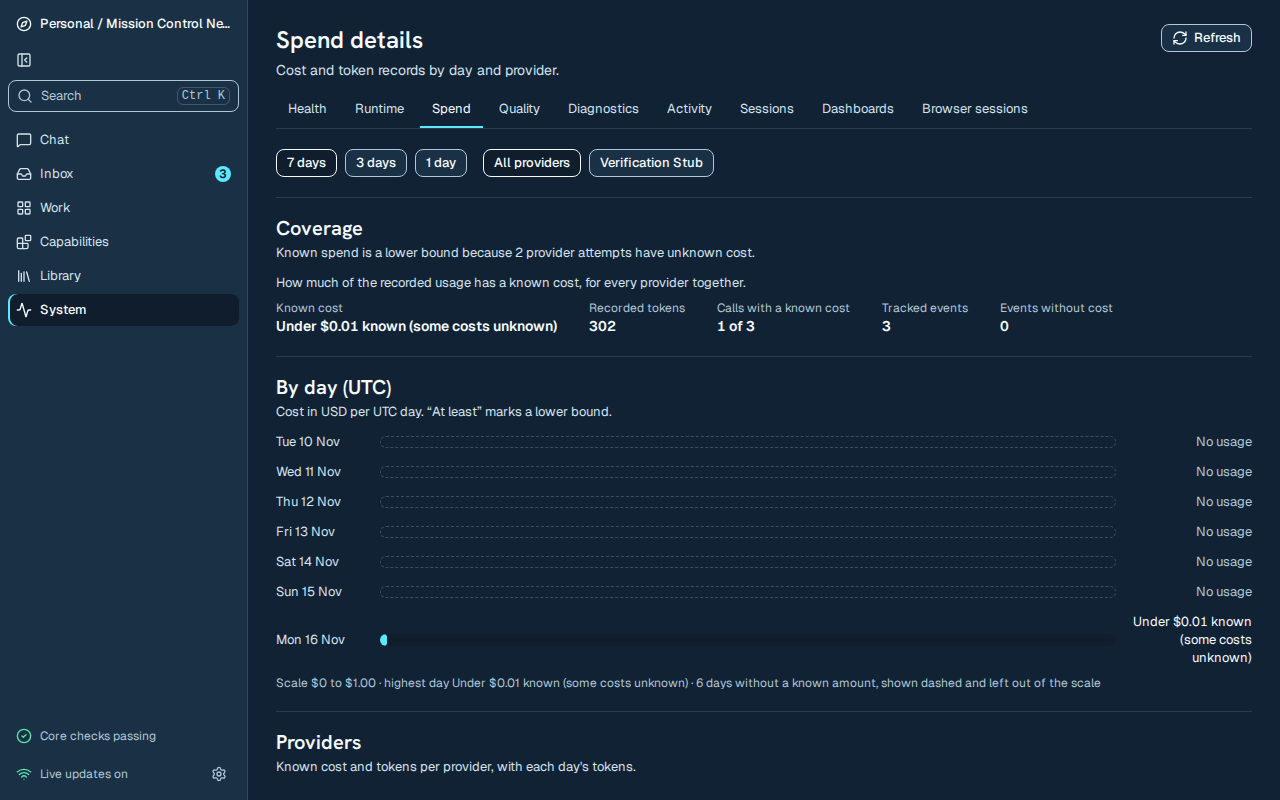 Personal / Mission Control Ne...
Search Ctrl K
Chat
Inbox 3
Work
Capabilities
Library
System
Core checks passing
Live updates on
Spend details
Refresh
Cost and token records by day and provider.
Health Runtime Spend Quality Diagnostics Activity Sessions Dashboards Browser sessions
7 days 3 days 1 day All providers Verification Stub
Coverage
Known spend is a lower bound because 2 provider attempts have unknown cost.
How much of the recorded usage has a known cost, for every provider together.
Known cost Recorded tokens Calls with a known cost Tracked events Events without cost
Under $0.01 known (some costs unknown) 302 1 of 3 3 0
By day (UTC)
Cost in USD per UTC day. “At least” marks a lower bound.
Tue 10 Nov No usage
Wed 11 Nov No usage
Thu 12 Nov No usage
Fri 13 Nov No usage
Sat 14 Nov No usage
Sun 15 Nov No usage
Mon 16 Nov Under $0.01 known
(some costs
unknown)
Scale $0 to $1.00 · highest day Under $0.01 known (some costs unknown) · 6 days without a known amount, shown dashed and left out of the scale
Providers
Known cost and tokens per provider, with each day's tokens.